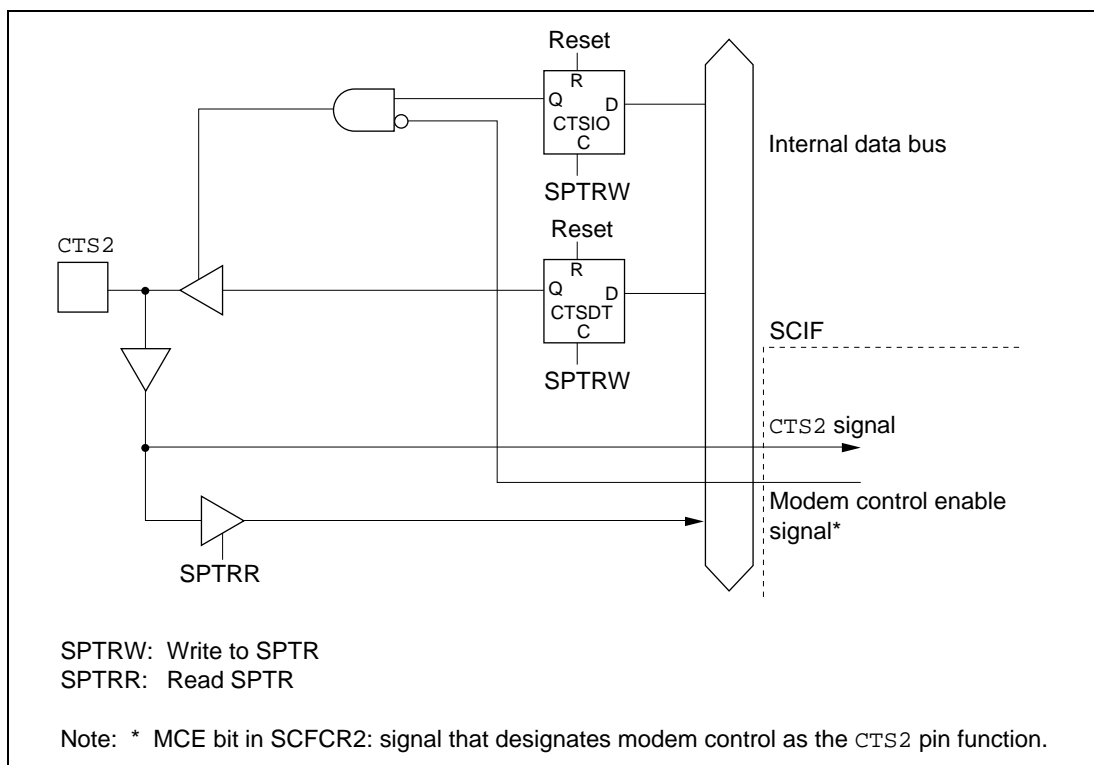 Reset
R
Q D
CTSIO
C
Internal data bus
SPTRW
Reset
CTS2
R
Q D
CTSDT
C
SCIF
SPTRW
CTS2 signal
Modem control enable
signal*
SPTRR
SPTRW: Write to SPTR
SPTRR: Read SPTR
Note: * MCE bit in SCFCR2: signal that designates modem control as the CTS2 pin function.